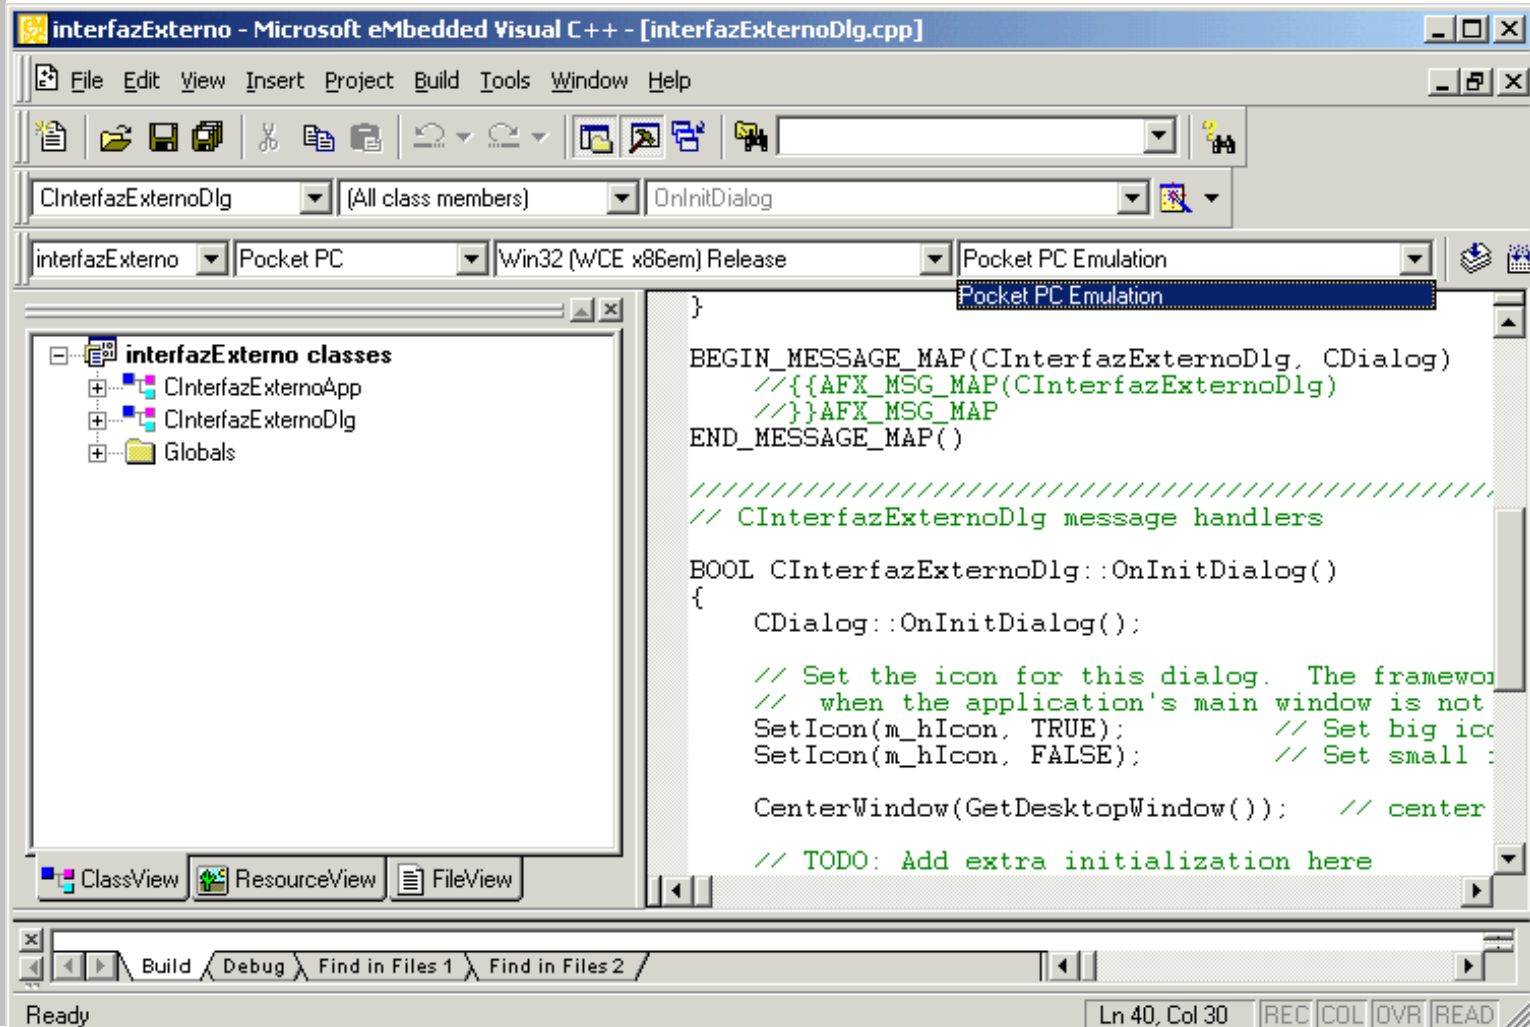 interfazExterno - Microsoft eMbedded Visual C++ - [interfazExternoDlg.cpp]
File Edit View Insert Project Build Tools Window Help
CInterfazExternoDlg (All class members) OnInitDialog
interfazExterno Pocket PC Win32 (WCE x86em) Release Pocket PC Emulation
Pocket PC Emulation
interfazExterno classes
CInterfazExternoApp
CInterfazExternoDlg
Globals
}
BEGIN_MESSAGE_MAP(CInterfazExternoDlg, CDialog)
//{{AFX_MSG_MAP(CInterfazExternoDlg)
//}}AFX_MSG_MAP
END_MESSAGE_MAP()
//////////////////////////////////////////////////
// CInterfazExternoDlg message handlers
BOOL CInterfazExternoDlg::OnInitDialog()
{
CDialog::OnInitDialog();
// Set the icon for this dialog.  The
//  when the application's main window is not
SetIcon(m_hIcon, TRUE); // Set big
SetIcon(m_hIcon, FALSE); // Set small
CenterWindow(GetDesktopWindow()); // center
// TODO: Add extra initialization here
ClassView ResourceView FileView
Build Debug Find in Files 1 Find in Files 2
Ready Ln 40, Col 30 REC COL OVR READ